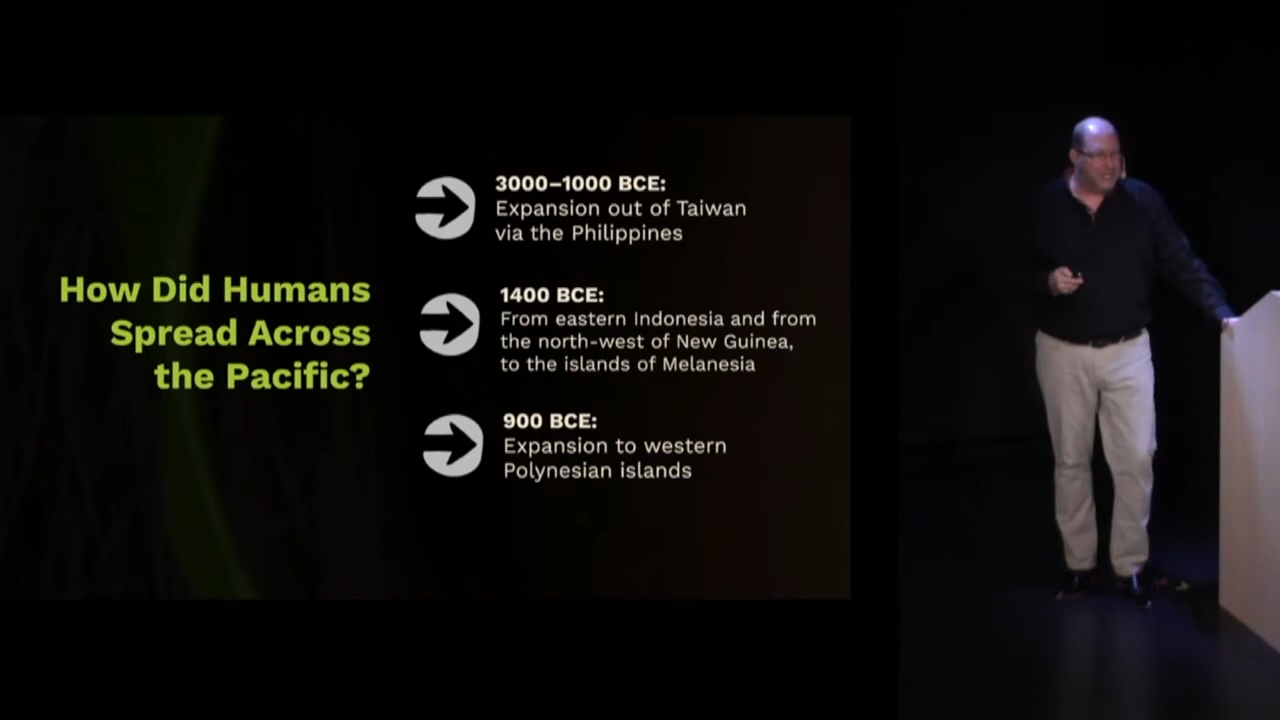 How Did Humans
Spread Across
the Pacific?
3000–1000 BCE:
Expansion out of Taiwan
via the Philippines
1400 BCE:
From eastern Indonesia and from
the north-west of New Guinea,
to the islands of Melanesia
900 BCE:
Expansion to western
Polynesian islands